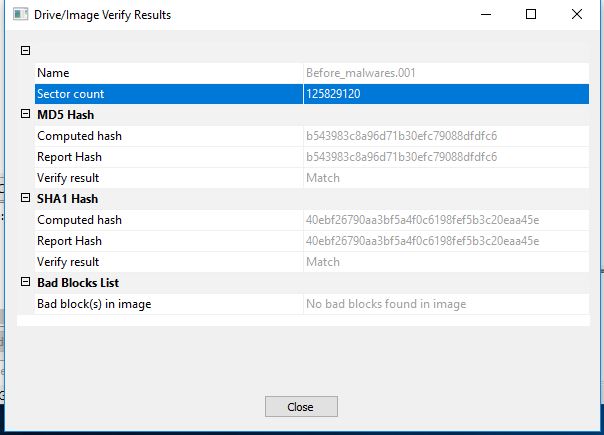 Drive/Image Verify Results
Name Before_malwares.001
Sector count 125829120
MD5 Hash
Computed hash b543983c8a96d71b30efc79088dfdfc6
Report Hash b543983c8a96d71b30efc79088dfdfc6
Verify result Match
SHA1 Hash
Computed hash 40ebf26790aa3bf5a4f0c6198fef5b3c20eaa45e
Report Hash 40ebf26790aa3bf5a4f0c6198fef5b3c20eaa45e
Verify result Match
Bad Blocks List
Bad block(s) in image No bad blocks found in image
Close